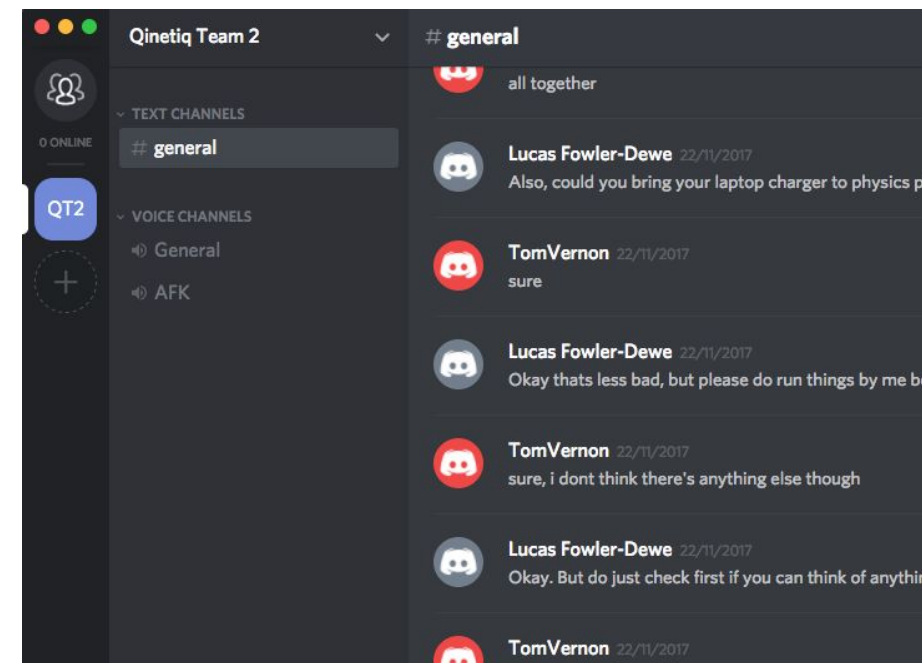 Qinetiq Team 2
# general
0 ONLINE
QT2
TEXT CHANNELS
# general
VOICE CHANNELS
General
AFK
all together
Lucas Fowler-Dewe 22/11/2017
Also, could you bring your laptop charger to physics p
TomVernon 22/11/2017
sure
Lucas Fowler-Dewe 22/11/2017
Okay thats less bad, but please do run things by me b
TomVernon 22/11/2017
sure, i dont think there's anything else though
Lucas Fowler-Dewe 22/11/2017
Okay. But do just check first if you can think of anythin
TomVernon 22/11/2017